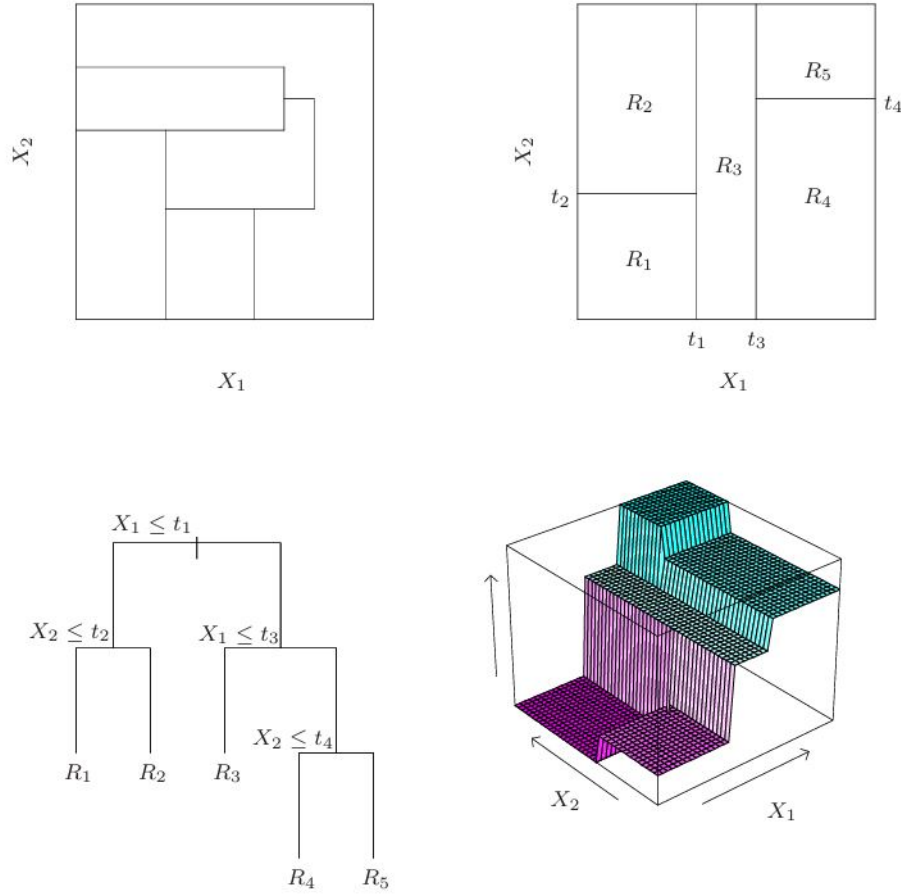 X₂
X₁
R₂
R₅
t₄
X₂
R₃
t₂
R₄
R₁
t₁
t₃
X₁
X₁ ≤ t₁
X₂ ≤ t₂
X₁ ≤ t₃
X₂ ≤ t₄
R₁
R₂
R₃
R₄
R₅
X₂
X₁